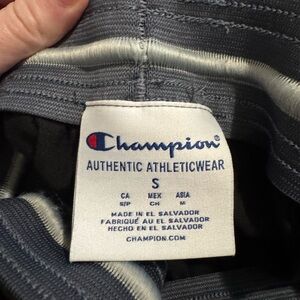 Champion®
AUTHENTIC ATHLETICWEAR
S
CA MEX ASIA
S/P CH M
MADE IN EL SALVADOR
FABRIQUÉ AU EL SALVADOR
HECHO EN EL SALVADOR
CHAMPION.COM